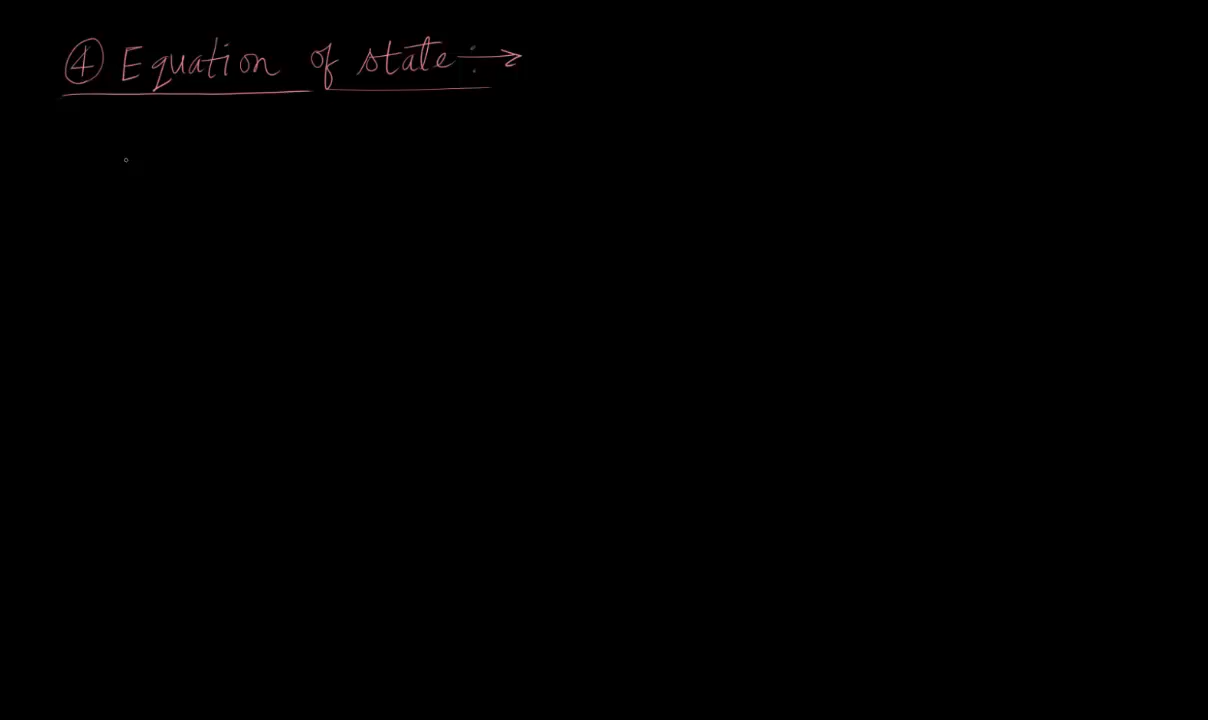 ④ Equation of state :→